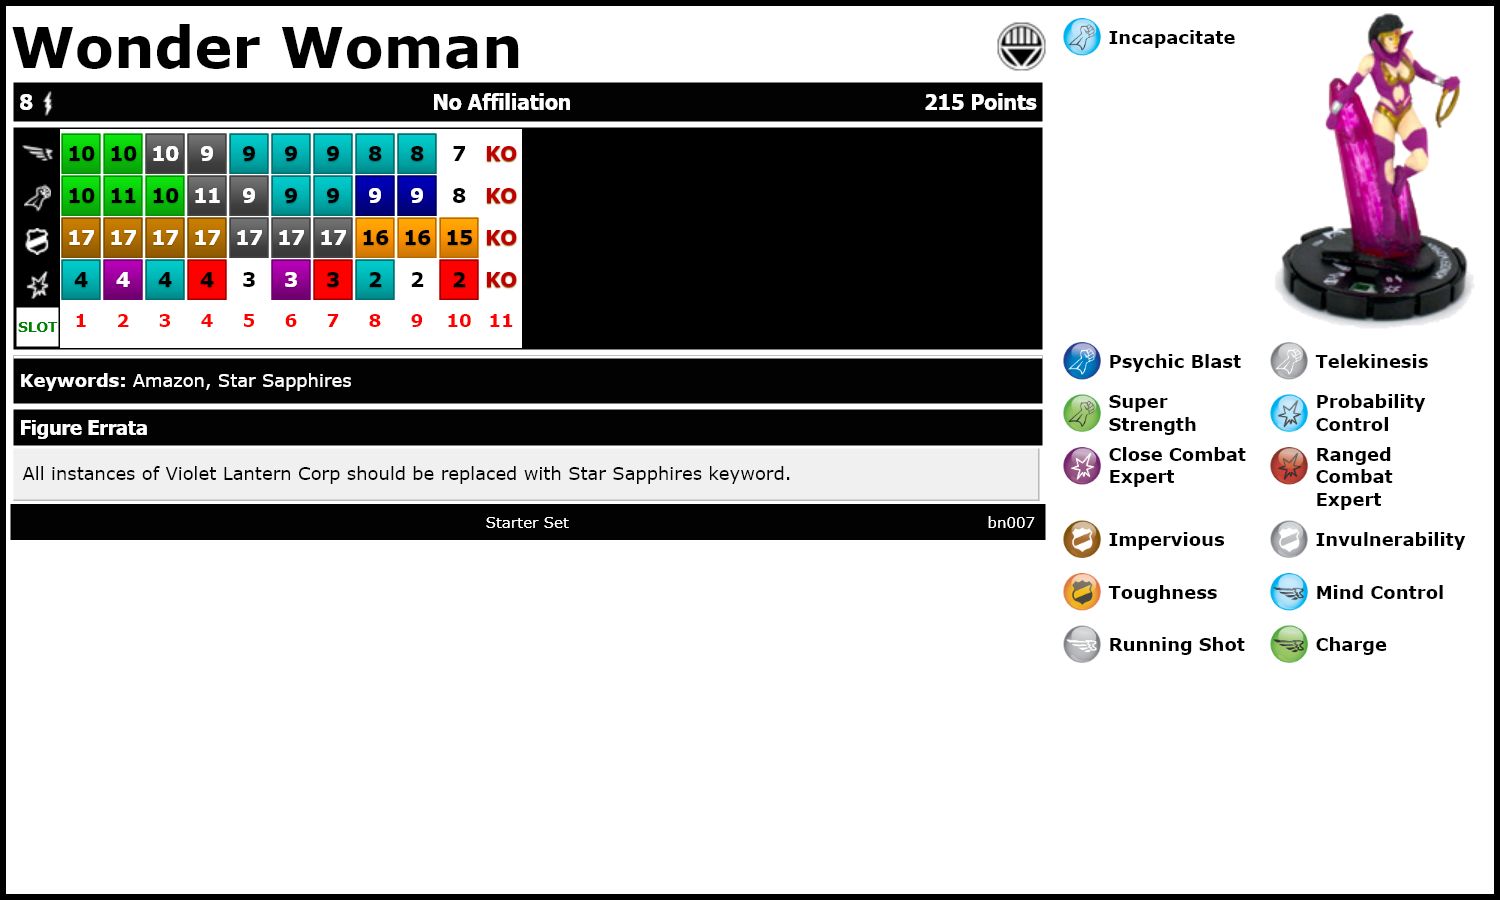 Wonder Woman
8 No Affiliation 215 Points
10 10 10 9 9 9 9 8 8 7 KO
10 11 10 11 9 9 9 9 9 8 KO
17 17 17 17 17 17 17 16 16 15 KO
4 4 4 4 3 3 3 2 2 2 KO
SLOT 1 2 3 4 5 6 7 8 9 10 11
Keywords: Amazon, Star Sapphires
Figure Errata
All instances of Violet Lantern Corp should be replaced with Star Sapphires keyword.
Starter Set bn007
Incapacitate
Psychic Blast
Telekinesis
Super
Strength
Probability
Control
Close Combat
Expert
Ranged
Combat
Expert
Impervious
Invulnerability
Toughness
Mind Control
Running Shot
Charge